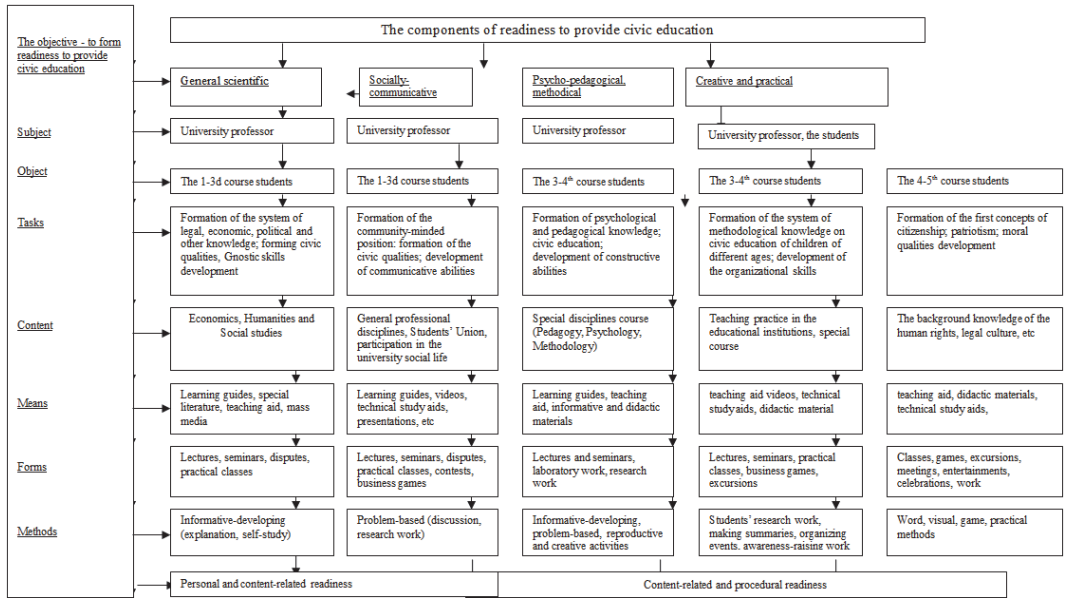 The components of readiness to provide civic education
The objective - to form
readiness to provide
civic education
General scientific
Socially-
communicative
Psycho-pedagogical,
methodical
Creative and practical
Subject
University professor
University professor
University professor
University professor, the students
Object
The 1-3d course students
The 1-3d course students
The 3-4th course students
The 3-4th course students
The 4-5th course students
Tasks
Formation of the system of
legal, economic, political and
other knowledge; forming civic
qualities, Gnostic skills
development
Formation of the
community-minded
position: formation of the
civic qualities; development
of communicative abilities
Formation of psychological
and pedagogical knowledge;
civic education;
development of constructive
abilities
Formation of the system of
methodological knowledge on
civic education of children of
different ages; development of
the organizational skills
Formation of the first concepts of
citizenship; patriotism; moral
qualities development
Content
Economics, Humanities and
Social studies
General professional
disciplines, Students' Union,
participation in the
university social life
Special disciplines course
(Pedagogy, Psychology,
Methodology)
Teaching practice in the
educational institutions, special
course
The background knowledge of the
human rights, legal culture, etc
Means
Learning guides, special
literature, teaching aid, mass
media
Learning guides, videos,
technical study aids,
presentations, etc
Learning guides, teaching
aid, informative and didactic
materials
teaching aid videos, technical
study aids, didactic material
teaching aid, didactic materials,
technical study aids,
Forms
Lectures, seminars, disputes,
practical classes
Lectures, seminars, disputes,
practical classes, contests,
business games
Lectures and seminars,
laboratory work, research
work
Lectures, seminars, practical
classes, business games,
excursions
Classes, games, excursions,
meetings, entertainments,
celebrations, work
Methods
Informative-developing
(explanation, self-study)
Problem-based (discussion,
research work)
Informative-developing,
problem-based, reproductive
and creative activities
Students' research work,
making summaries, organizing
events, awareness-raising work
Word, visual, game, practical
methods
Personal and content-related readiness
Content-related and procedural readiness